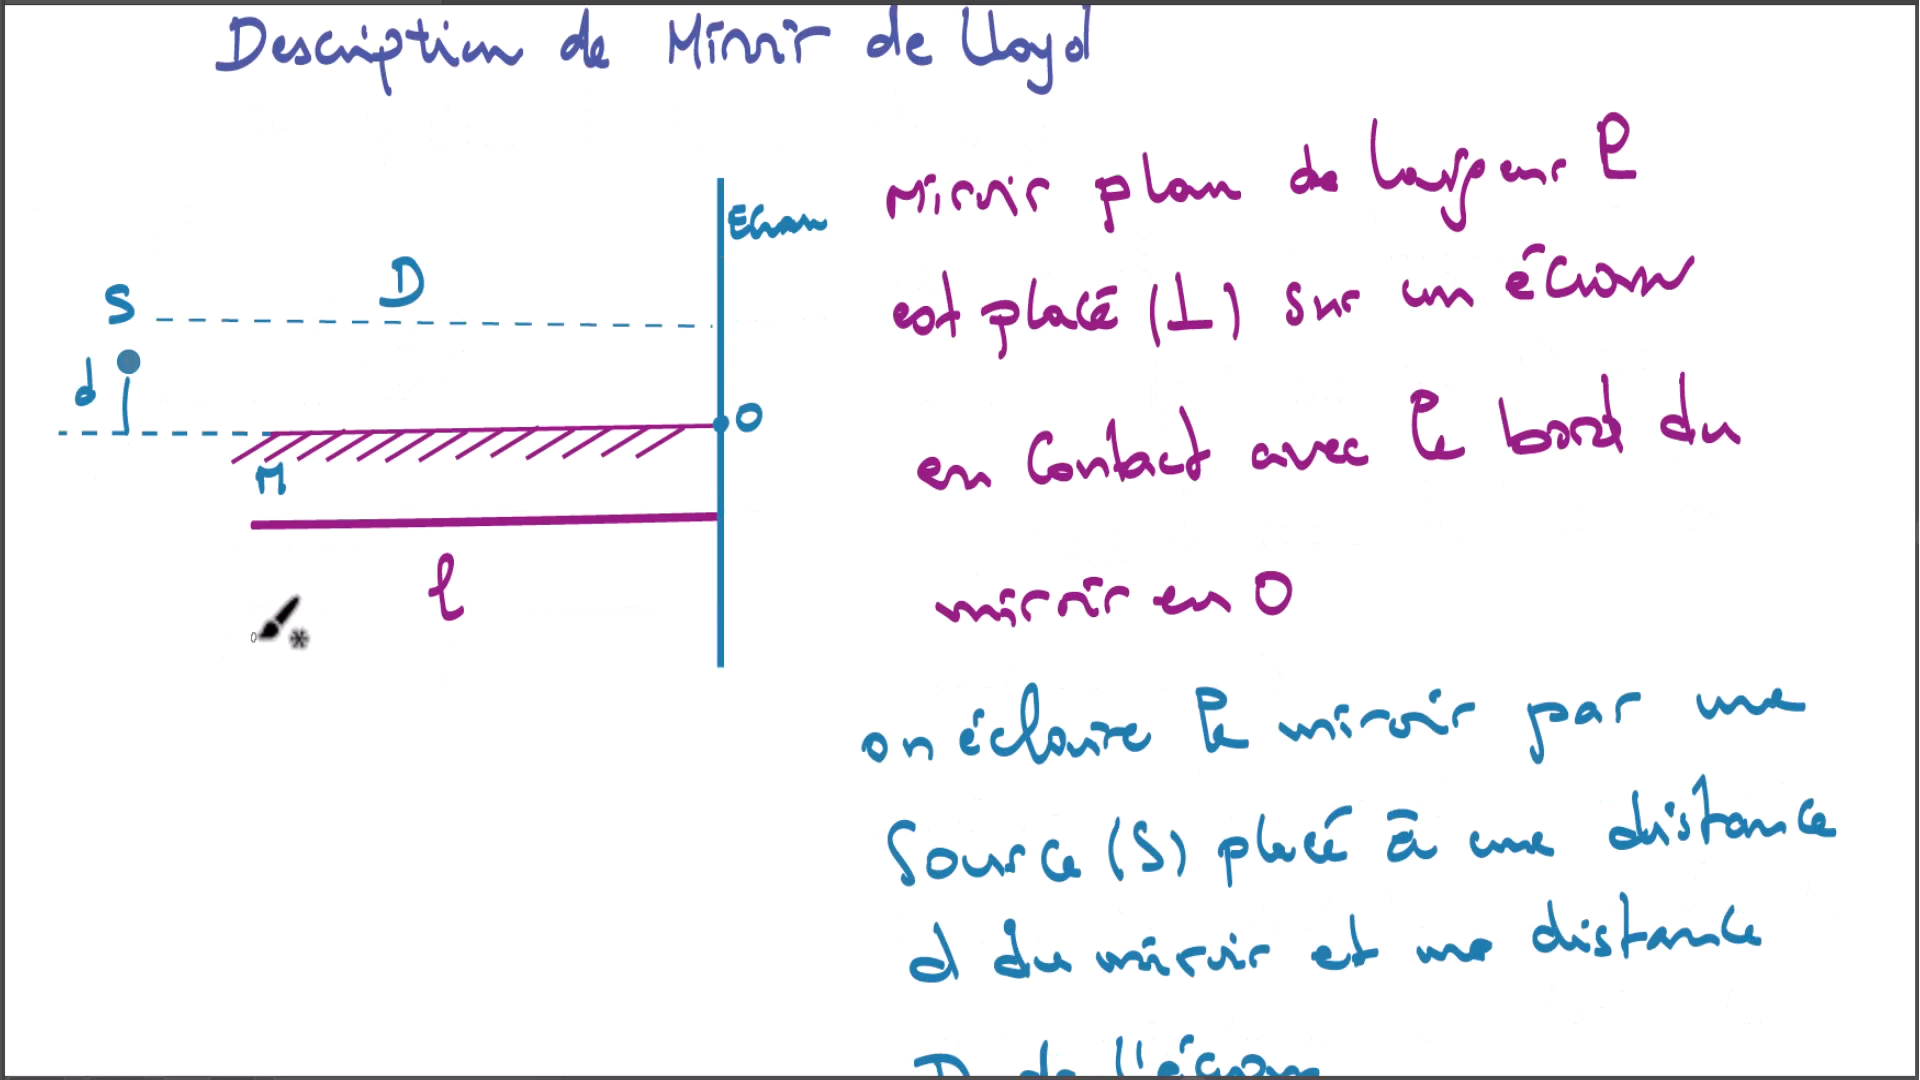 Description de Miroir de Lloyd
Ecran
D
S
d
O
M
l
Miroir plan de largeur l
est placé (⊥) sur un écran
en Contact avec le bord du
miroir en O
on éclaire le miroir par une
Source (S) placé à une distance
d du miroir et une distance
D de l'écran